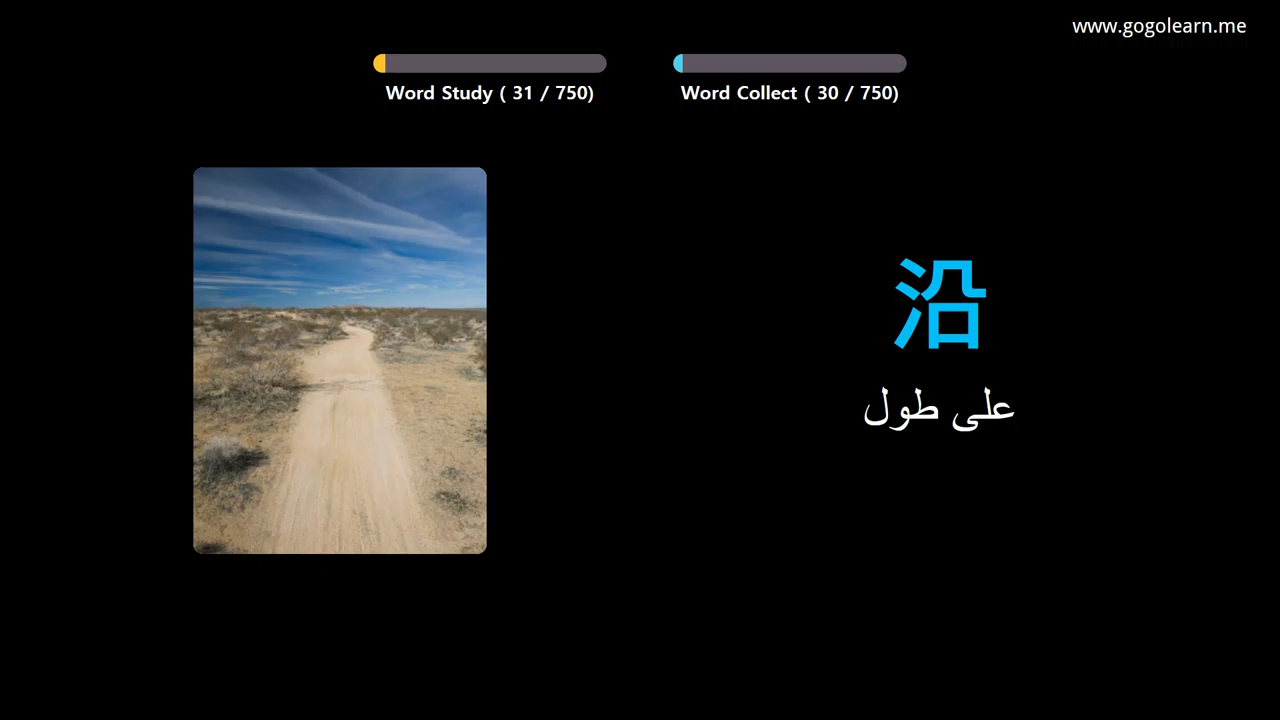 www.gogolearn.me
Word Study ( 31 / 750)
Word Collect ( 30 / 750)
沿
على طول